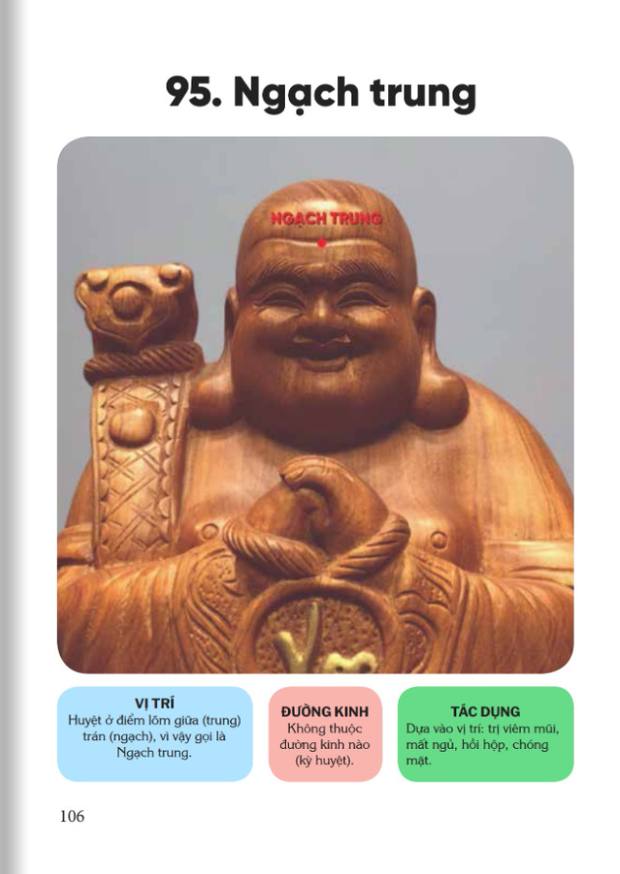 95. Ngạch trung
NGẠCH TRUNG
VỊ TRÍ
Huyệt ở điểm lõm giữa (trung)
trán (ngạch), vì vậy gọi là
Ngạch trung.
ĐƯỜNG KINH
Không thuộc
đường kinh nào
(kỳ huyệt).
TÁC DỤNG
Dựa vào vị trí: trị viêm mũi,
mất ngủ, hồi hộp, chóng
mặt.
106